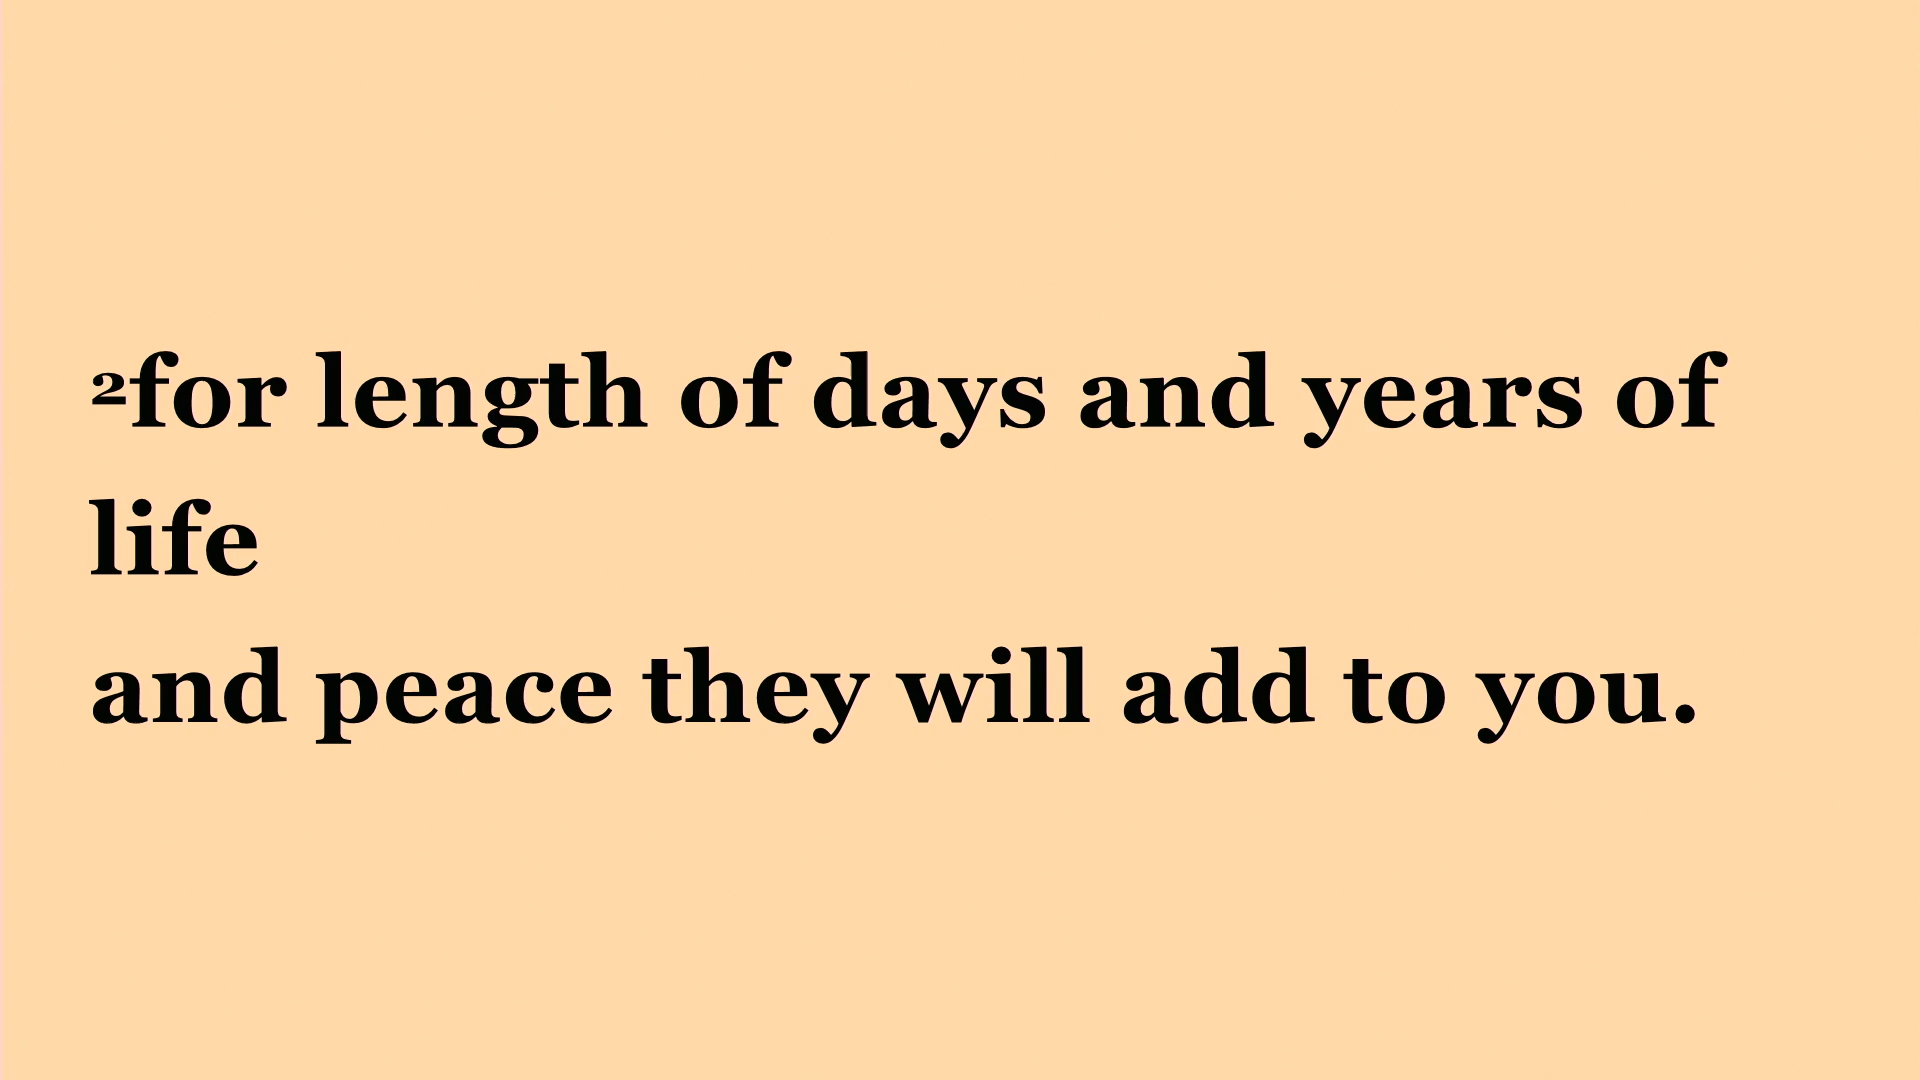 ²for length of days and years of
life
and peace they will add to you.